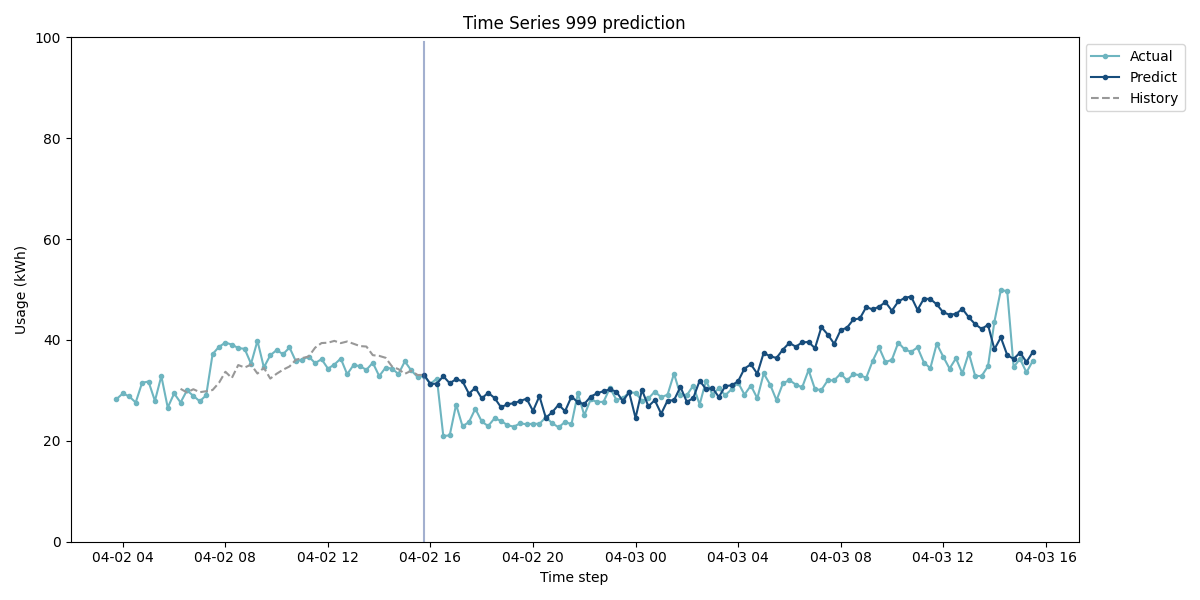 Time Series 999 prediction
100
80
60
40
20
0
Usage (kWh)
04-02 04
04-02 08
04-02 12
04-02 16
04-02 20
04-03 00
04-03 04
04-03 08
04-03 12
04-03 16
Time step
Actual
Predict
History